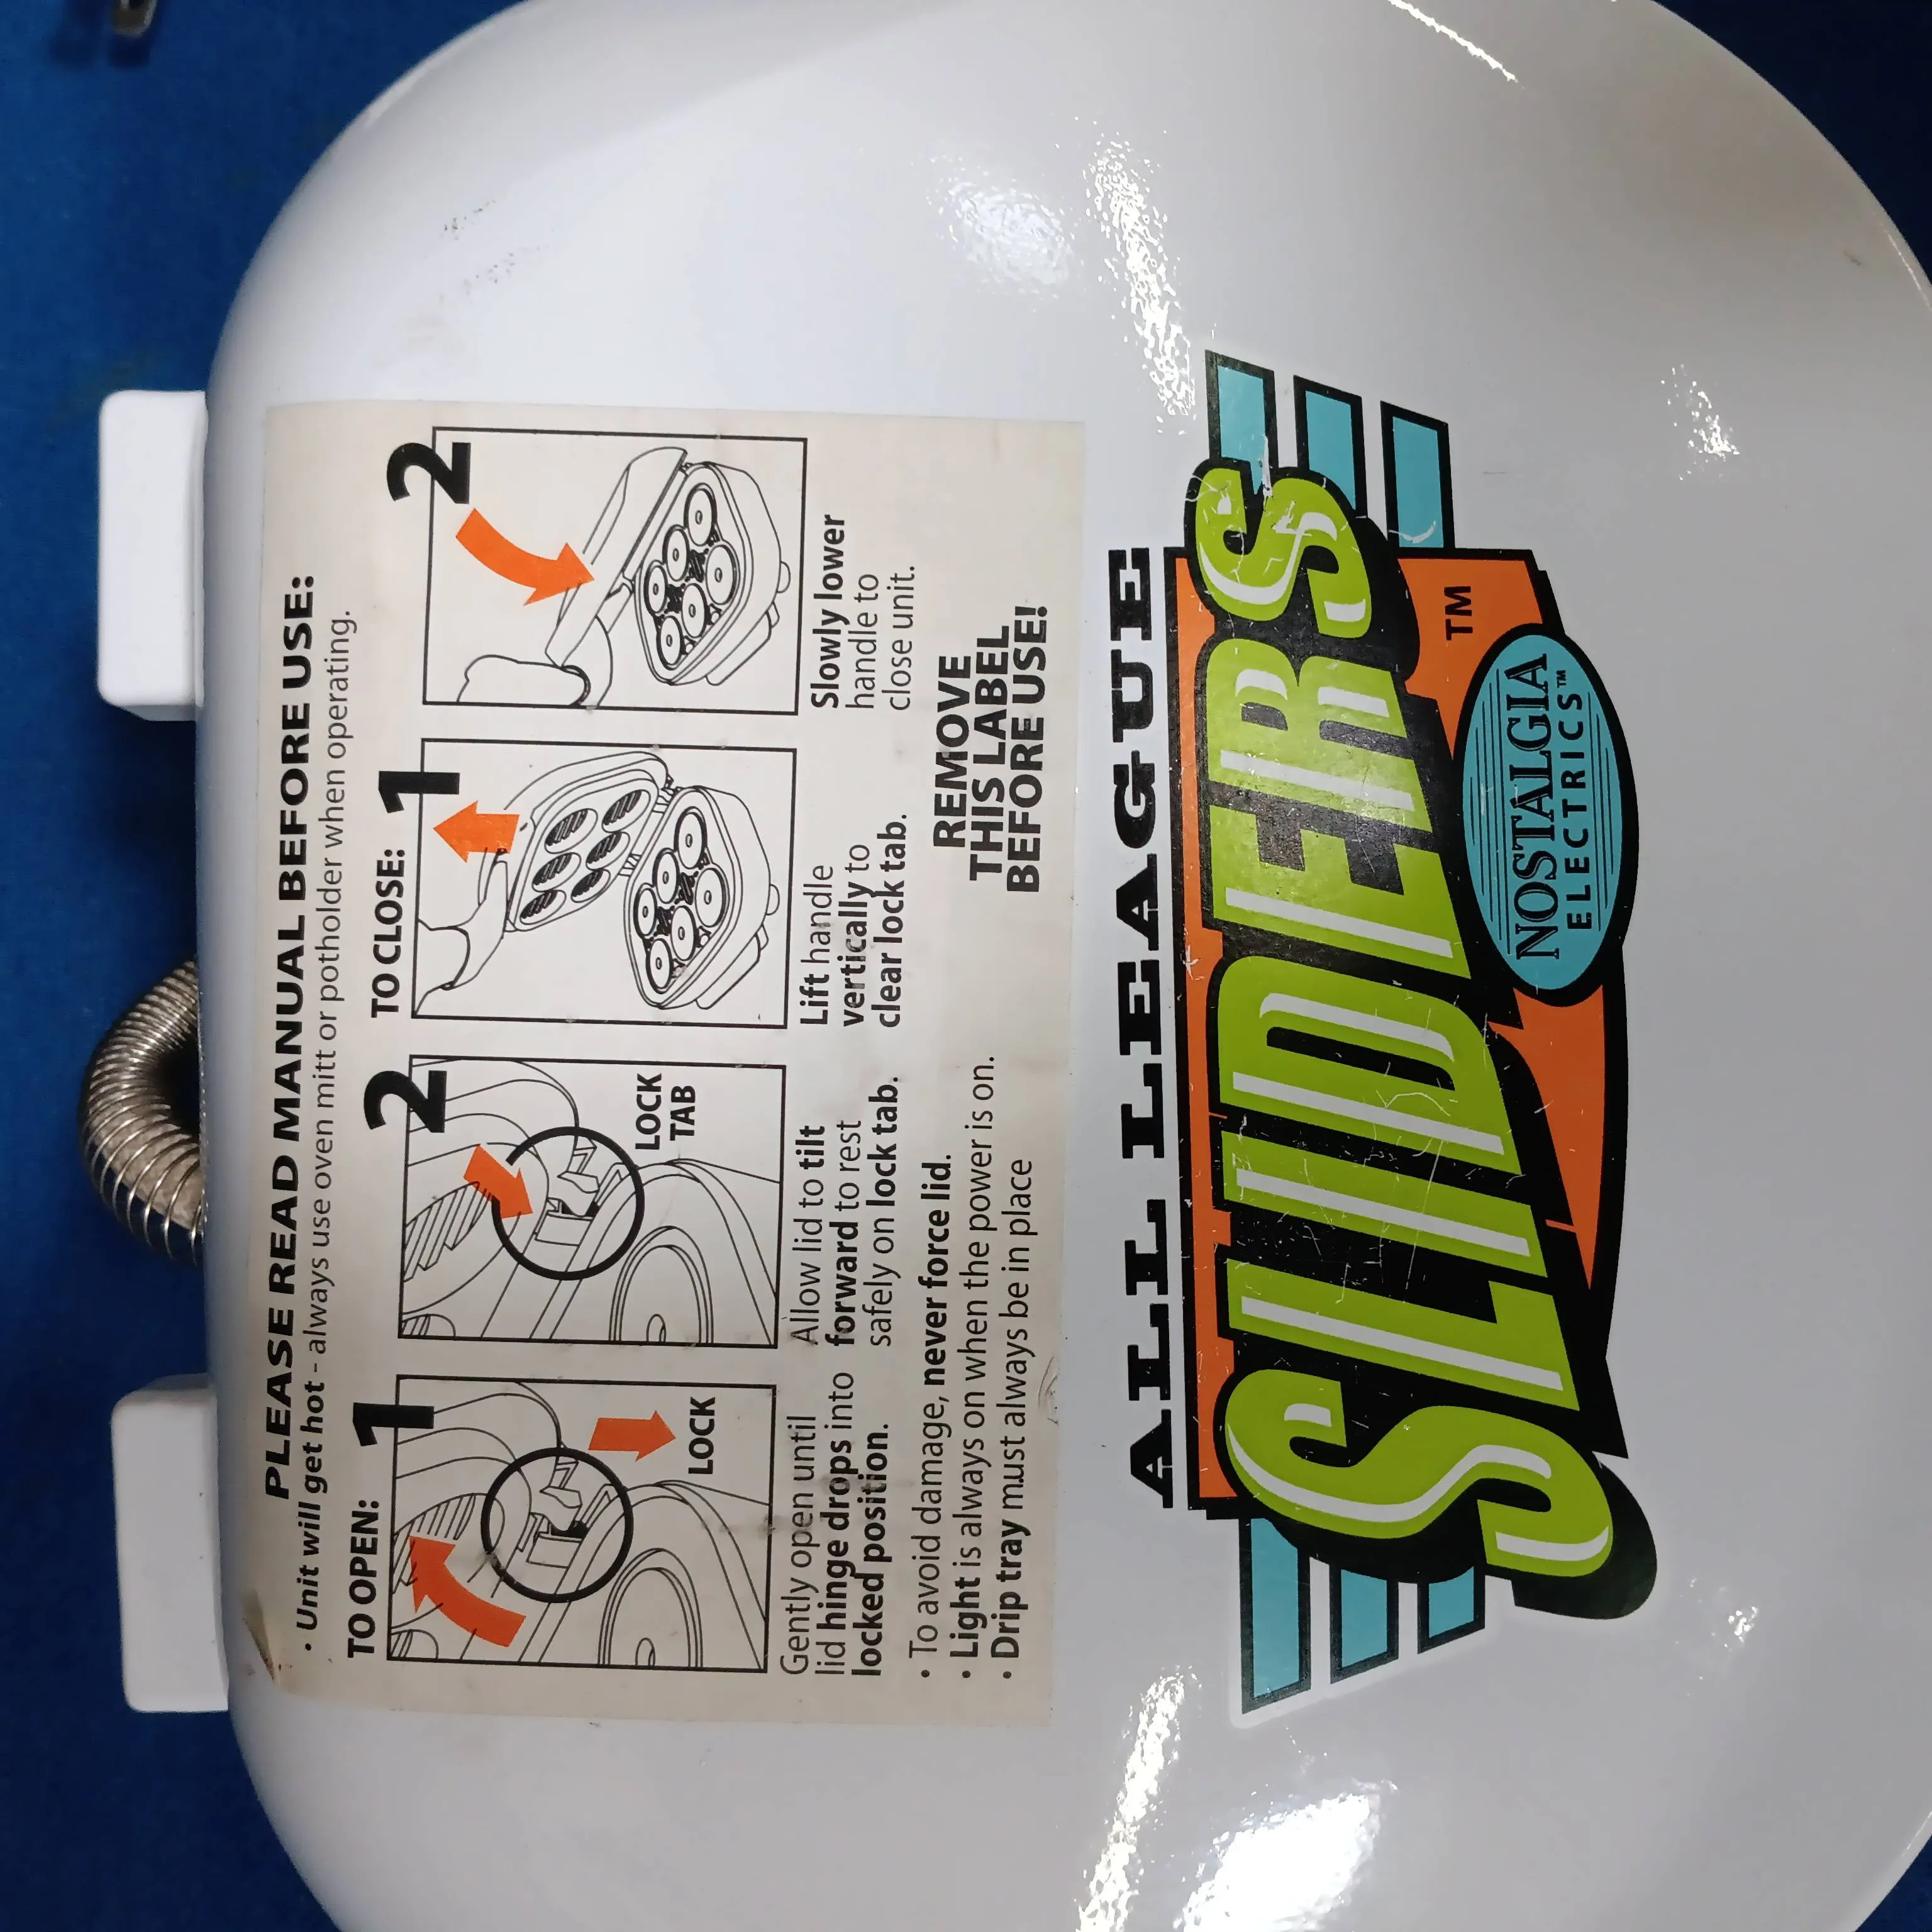 PLEASE READ MANUAL BEFORE USE:
· Unit will get hot - always use oven mitt or potholder when operating.
TO OPEN:
1
LOCK
Gently open until
lid hinge drops into
locked position.
2
LOCK
TAB
Allow lid to tilt
forward to rest
safely on lock tab.
TO CLOSE:
1
Lift handle
vertically to
clear lock tab.
2
Slowly lower
handle to
close unit.
· To avoid damage, never force lid.
· Light is always on when the power is on.
· Drip tray must always be in place
REMOVE
THIS LABEL
BEFORE USE!
ALL LEAGUE
SLIDERS
TM
NOSTALGIA
ELECTRICS™